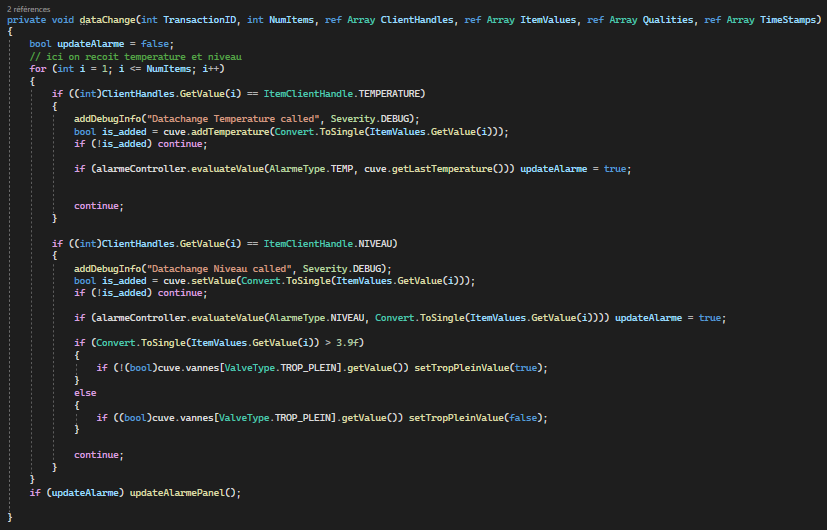 2 références
private void dataChange(int TransactionID, int NumItems, ref Array ClientHandles, ref Array ItemValues, ref Array Qualities, ref Array TimeStamps)
{
bool updateAlarme = false;
// ici on recoit temperature et niveau
for (int i = 1; i <= NumItems; i++)
{
if ((int)ClientHandles.GetValue(i) == ItemClientHandle.TEMPERATURE)
{
addDebugInfo("Datachange Temperature called", Severity.DEBUG);
bool is_added = cuve.addTemperature(Convert.ToSingle(ItemValues.GetValue(i)));
if (!is_added) continue;
if (alarmeController.evaluateValue(AlarmeType.TEMP, cuve.getLastTemperature())) updateAlarme = true;
continue;
}
if ((int)ClientHandles.GetValue(i) == ItemClientHandle.NIVEAU)
{
addDebugInfo("Datachange Niveau called", Severity.DEBUG);
bool is_added = cuve.setValue(Convert.ToSingle(ItemValues.GetValue(i)));
if (!is_added) continue;
if (alarmeController.evaluateValue(AlarmeType.NIVEAU, Convert.ToSingle(ItemValues.GetValue(i)))) updateAlarme = true;
if (Convert.ToSingle(ItemValues.GetValue(i)) > 3.9f)
{
if (!(bool)cuve.vannes[ValveType.TROP_PLEIN].getValue()) setTropPleinValue(true);
}
else
{
if ((bool)cuve.vannes[ValveType.TROP_PLEIN].getValue()) setTropPleinValue(false);
}
continue;
}
}
if (updateAlarme) updateAlarmePanel();
}